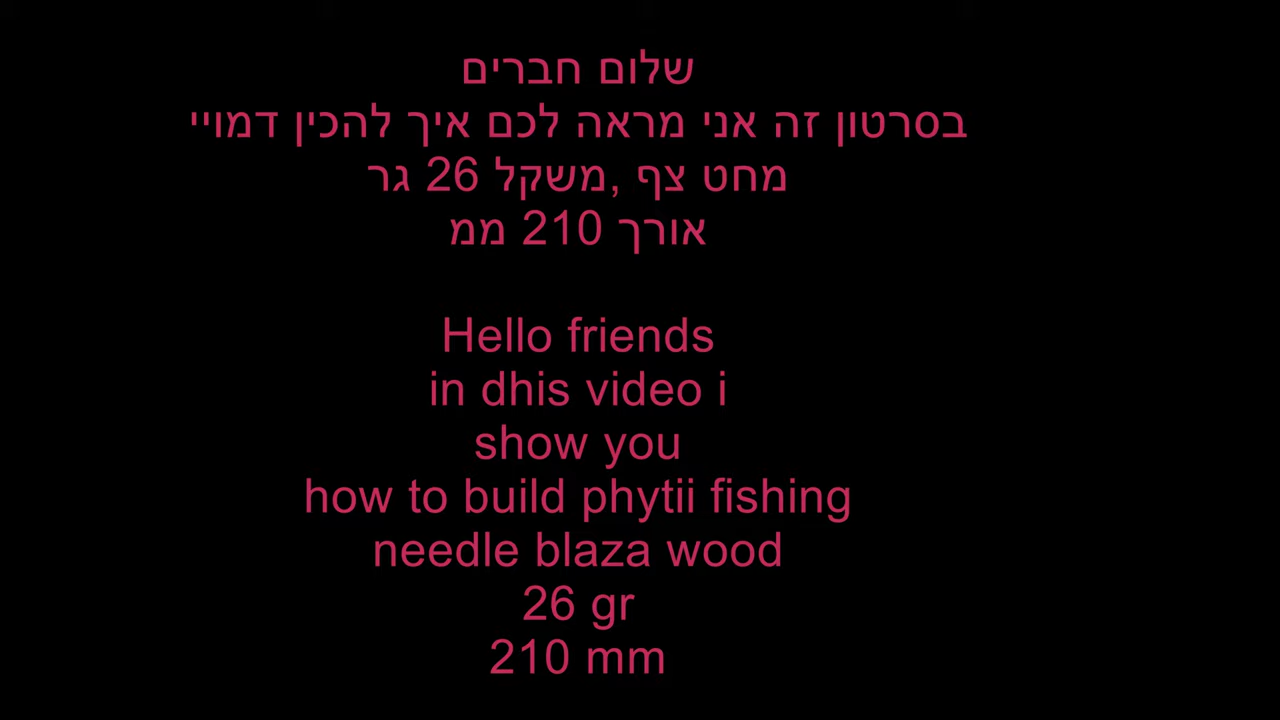 שלום חברים
בסרטון זה אני מראה לכם איך להכין דמויי
מחט צף ,משקל 26 גר
אורך 210 ממ
Hello friends
in dhis video i
show you
how to build phytii fishing
needle blaza wood
26 gr
210 mm